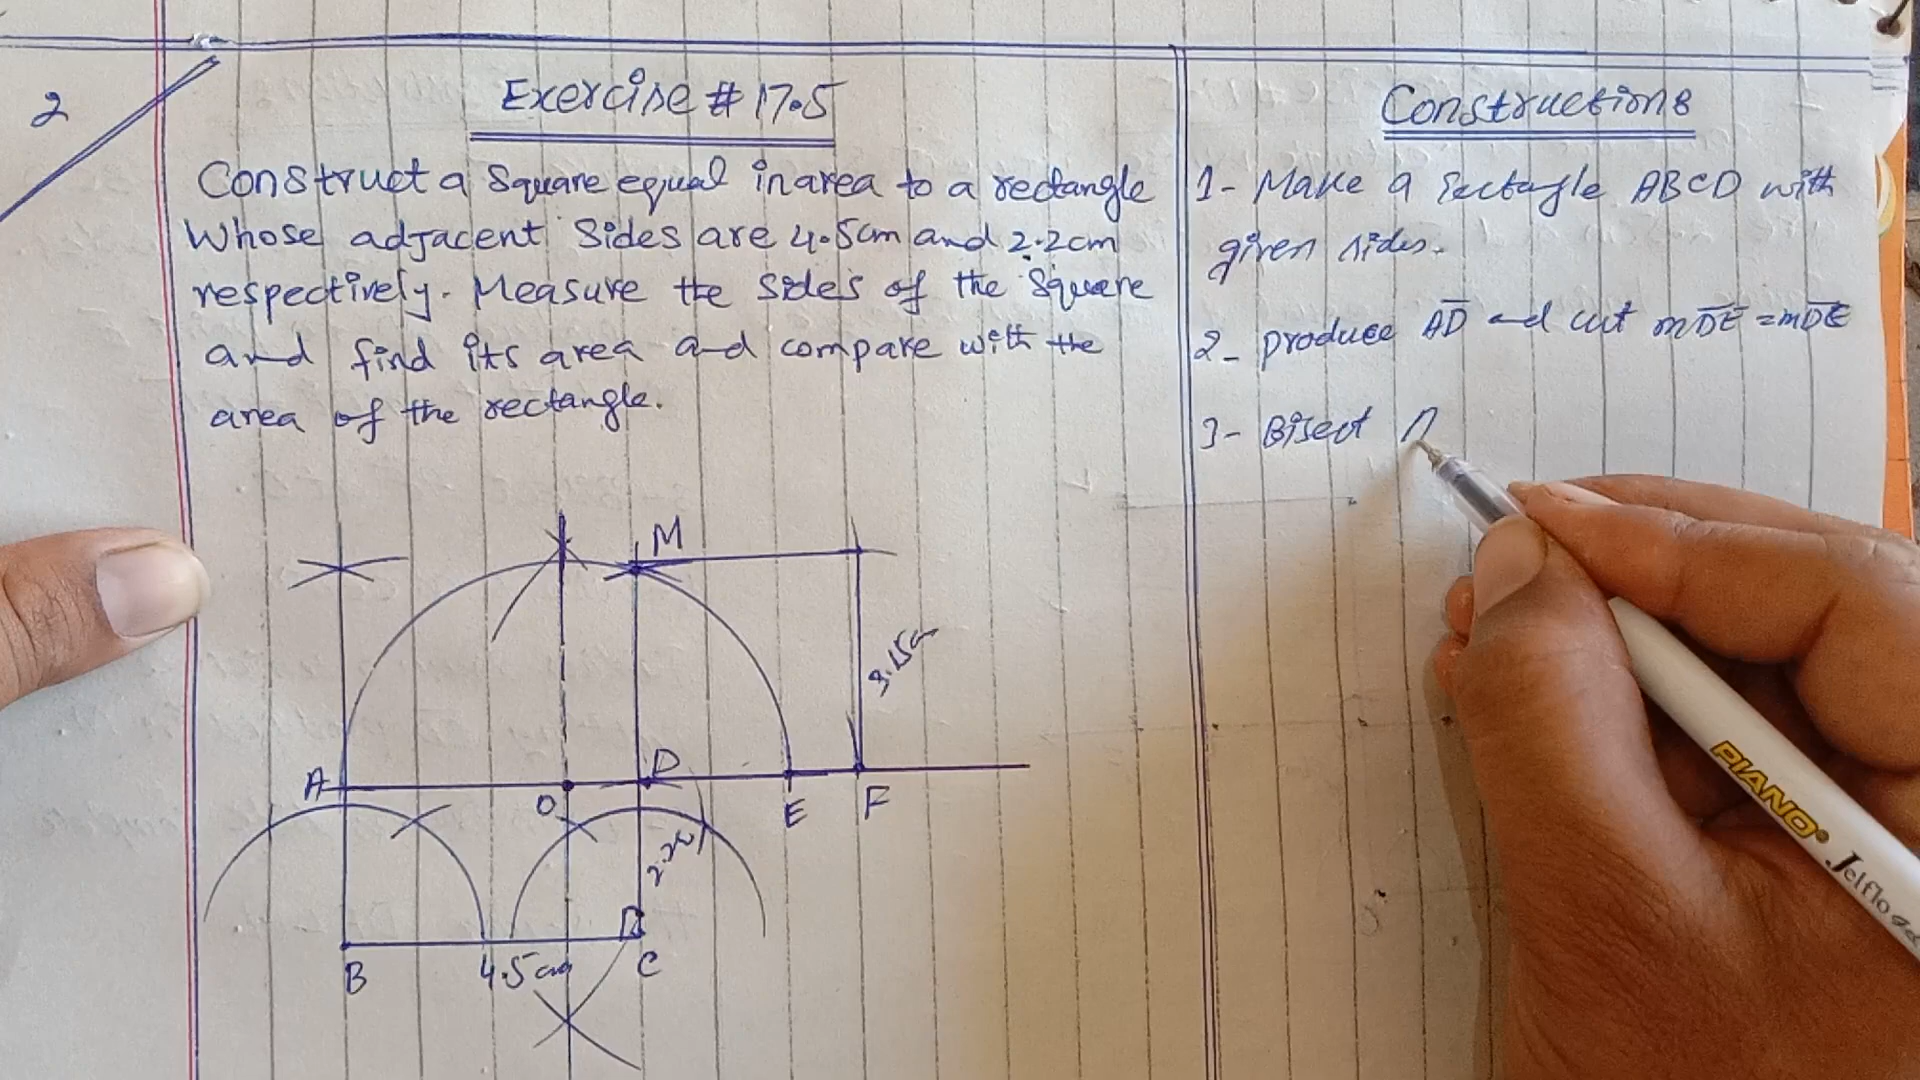 2
Exercise # 17.5
Construct a square equal in area to a rectangle
Whose adjacent Sides are 4.5cm and 2.2cm
respectively. Measure the sides of the square
and find its area and compare with the
area of the rectangle.
M
3.15c
A
O
D
E
F
B
4.5cm
C
Constructions
1- Make a rectangle ABCD with
given sides.
2- produce AD and cut mDE = mDE
3- Bisect
PIANO
Jelflo